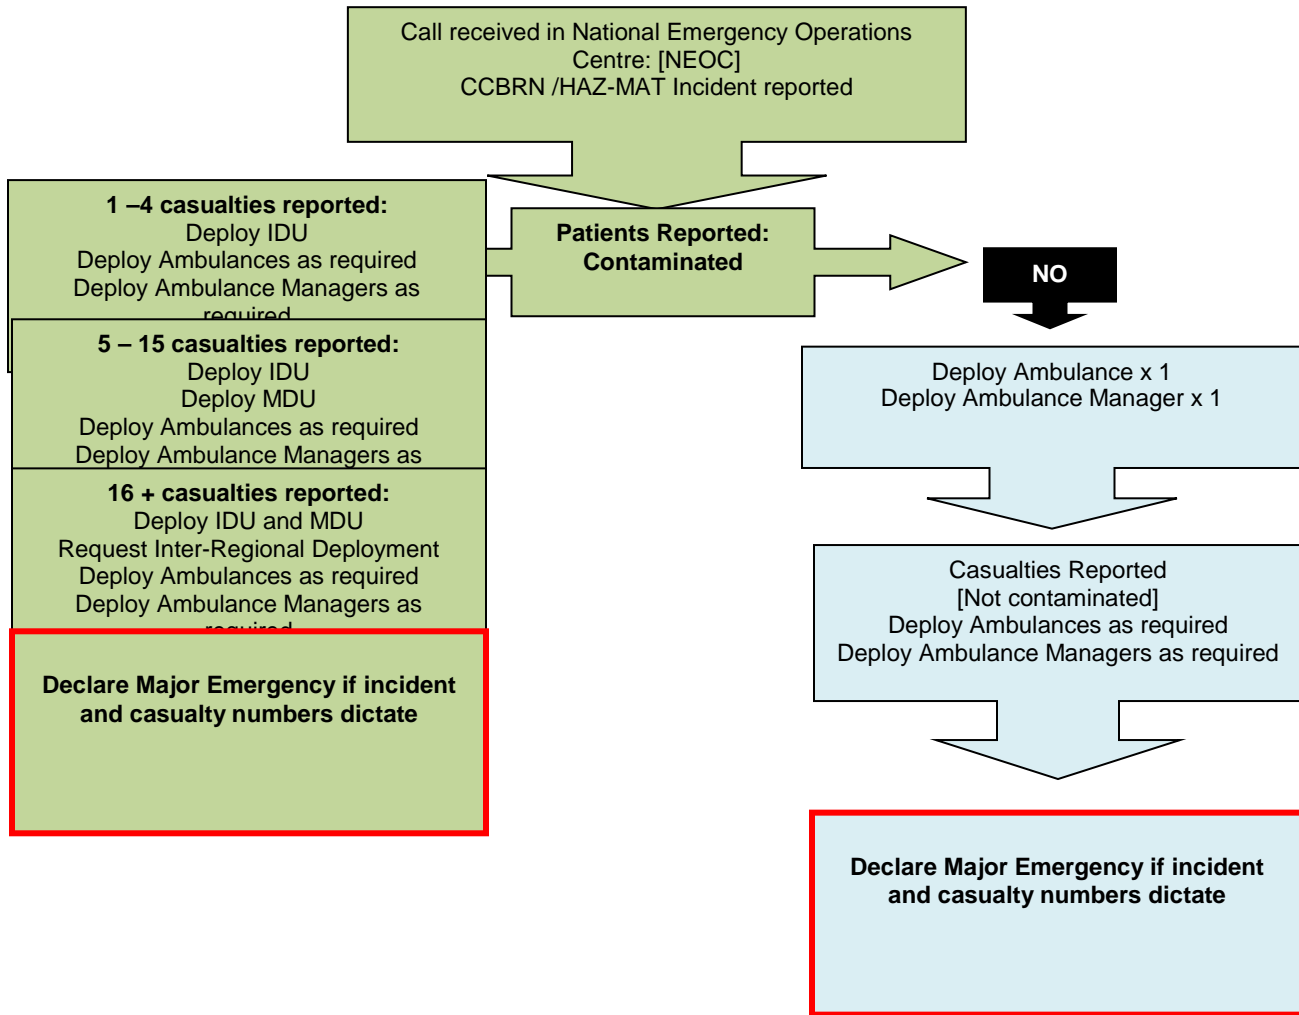 Call received in National Emergency Operations
Centre: [NEOC]
CCBRN /HAZ-MAT Incident reported
Patients Reported:
Contaminated
1 –4 casualties reported:
Deploy IDU
Deploy Ambulances as required
Deploy Ambulance Managers as
required
5 – 15 casualties reported:
Deploy IDU
Deploy MDU
Deploy Ambulances as required
Deploy Ambulance Managers as
16 + casualties reported:
Deploy IDU and MDU
Request Inter-Regional Deployment
Deploy Ambulances as required
Deploy Ambulance Managers as
required
Declare Major Emergency if incident
and casualty numbers dictate
NO
Deploy Ambulance x 1
Deploy Ambulance Manager x 1
Casualties Reported
[Not contaminated]
Deploy Ambulances as required
Deploy Ambulance Managers as required
Declare Major Emergency if incident
and casualty numbers dictate